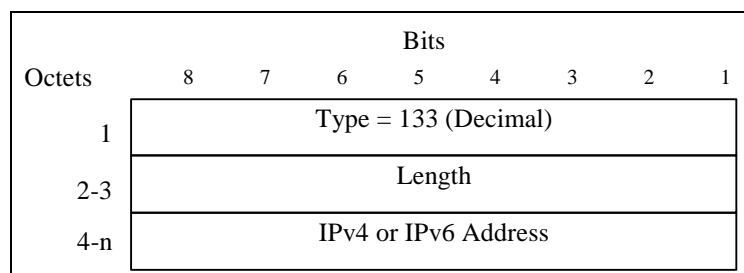 Bits
Octets 8 7 6 5 4 3 2 1
1 Type = 133 (Decimal)
2-3 Length
4-n IPv4 or IPv6 Address